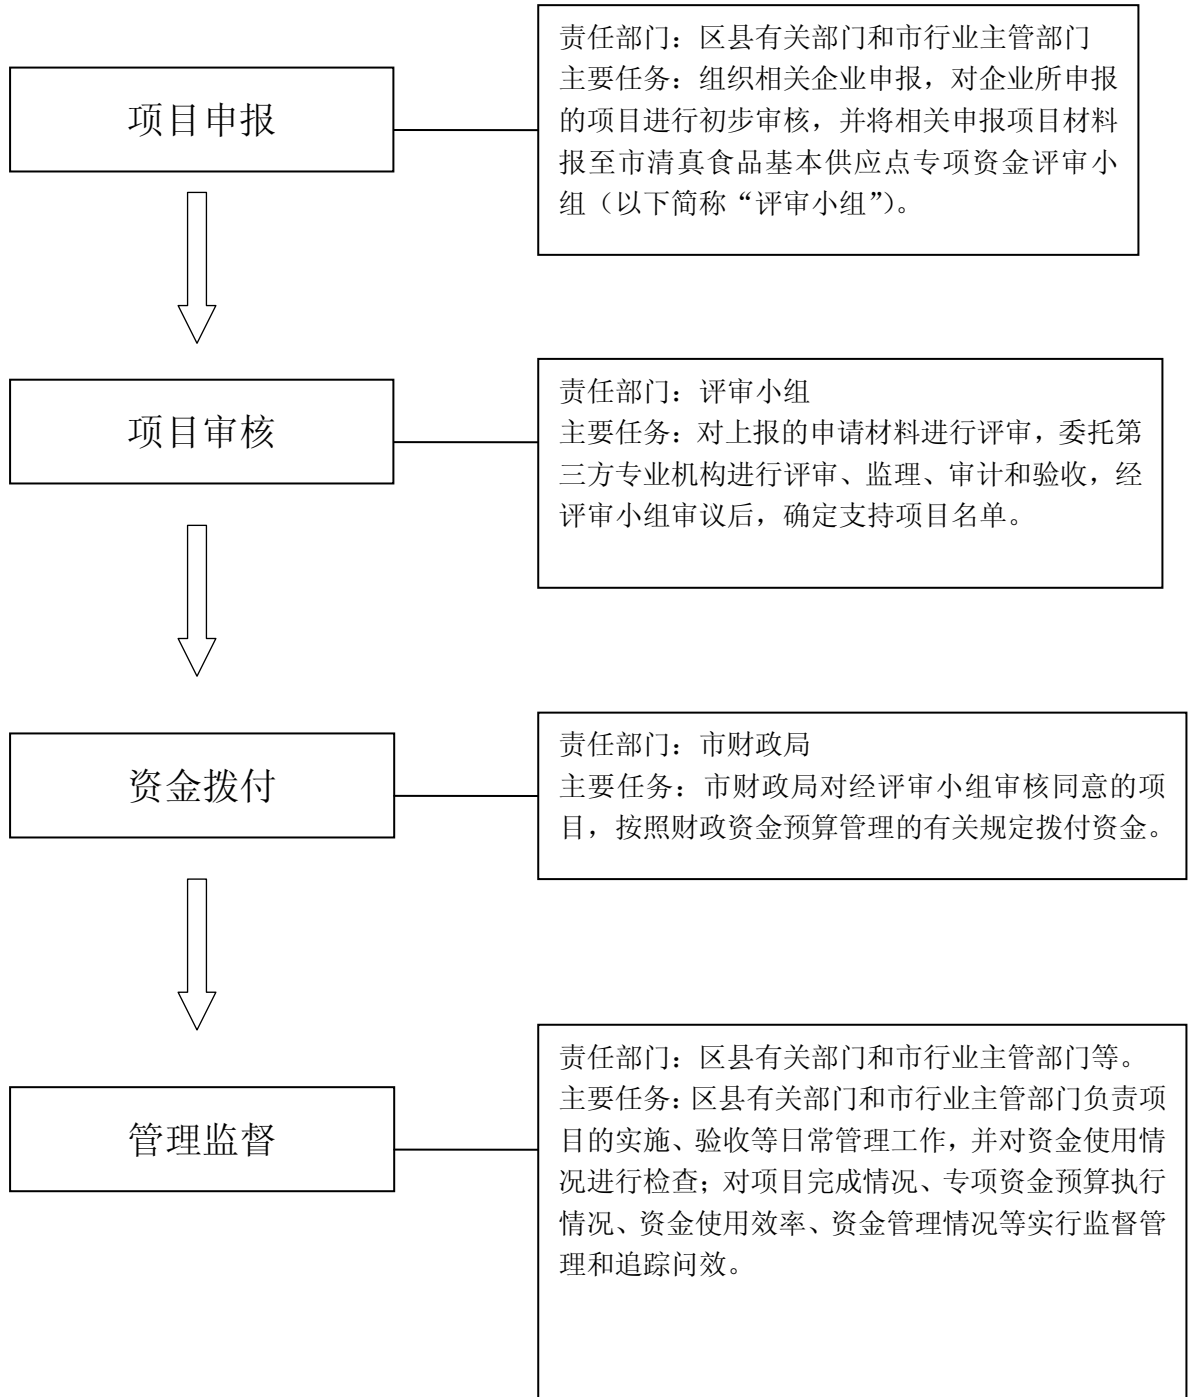 项目申报
责任部门：区县有关部门和市行业主管部门
主要任务：组织相关企业申报，对企业所申报
的项目进行初步审核，并将相关申报项目材料
报至市清真食品基本供应点专项资金评审小
组（以下简称“评审小组”）。
项目审核
责任部门：评审小组
主要任务：对上报的申请材料进行评审，委托第
三方专业机构进行评审、监理、审计和验收，经
评审小组审议后，确定支持项目名单。
资金拨付
责任部门：市财政局
主要任务：市财政局对经评审小组审核同意的项
目，按照财政资金预算管理的有关规定拨付资金。
管理监督
责任部门：区县有关部门和市行业主管部门等。
主要任务：区县有关部门和市行业主管部门负责项
目的实施、验收等日常管理工作，并对资金使用情
况进行检查；对项目完成情况、专项资金预算执行
情况、资金使用效率、资金管理情况等实行监督管
理和追踪问效。